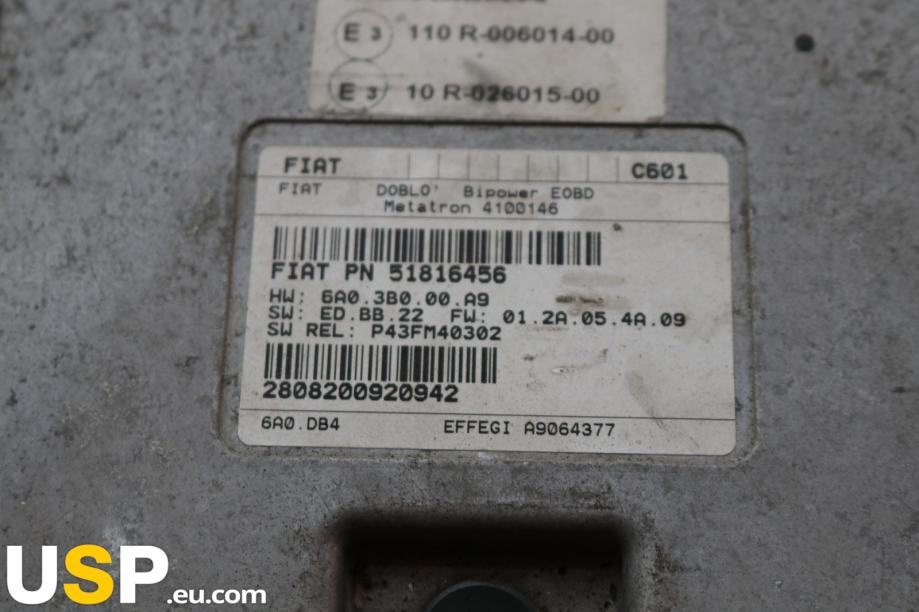 E 3 110 R-006014-00
E 3 10 R-026015-00
FIAT C601
FIAT DOBLO' Bipower EOBD
Metatron 4100146
FIAT PN 51816456
HW: 6A0.3B0.00.A9
SW: ED.BB.22 FW: 01.2A.05.4A.09
SW REL: P43FM40302
2808200920942
6A0.DB4 EFFEGI A9064377
USP.eu.com